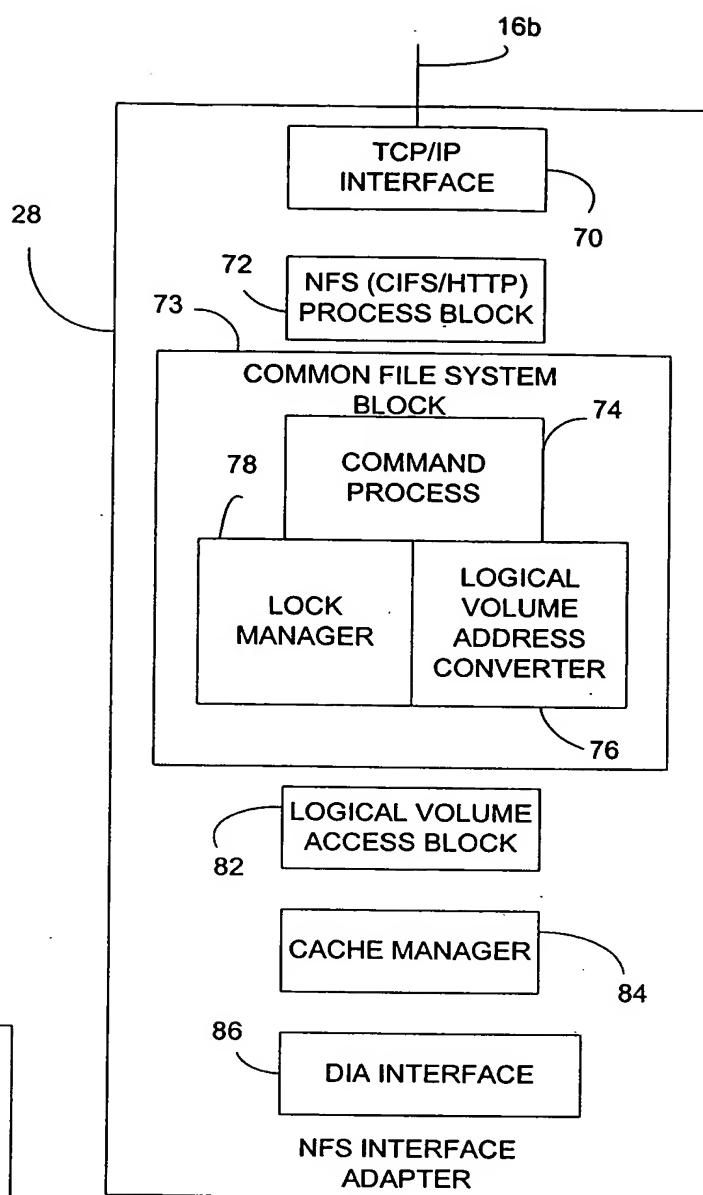 16b
TCP/IP
INTERFACE
70
28
72
NFS (CIFS/HTTP)
PROCESS BLOCK
73
COMMON FILE SYSTEM
BLOCK
74
COMMAND
PROCESS
78
LOCK
MANAGER
LOGICAL
VOLUME
ADDRESS
CONVERTER
76
LOGICAL VOLUME
ACCESS BLOCK
82
CACHE MANAGER
84
86
DIA INTERFACE
NFS INTERFACE
ADAPTER